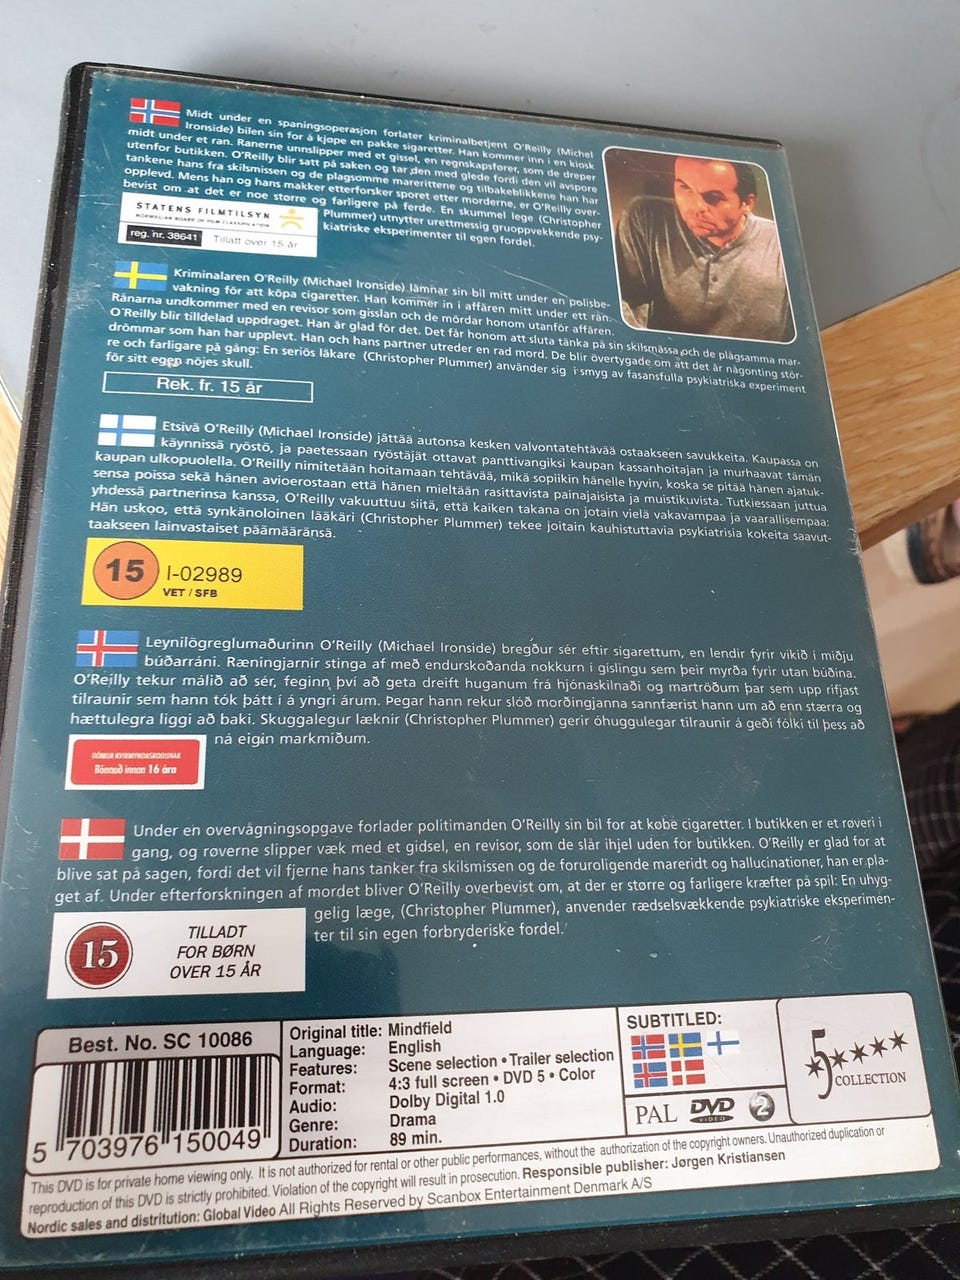 Midt under en spaningsoperasjon forlater kriminalbetjent O'Reilly (Michel
Ironside) bilen sin for å kjøpe en pakke sigaretter. Han kommer inn i en kiosk
midt under et ran. Ranerne unnslipper med et gissel, en regnskapsfører, som de dreper
utenfor butikken. O'Reilly blir satt på saken og tar den med glede fordi den vil avspore
tankene hans fra skilsmissen og de plagsomme marerittene og tilbakeblikkene han har
opplevd. Mens han og hans makker etterforsker sporet etter morderne, er O'Reilly over-
bevist om at det er noe større og farligere på ferde. En skummel lege (Christopher
Plummer) utnytter urettmessig gruoppvekkende psy-
kiatriske eksperimenter til egen fordel.
STATENS FILMTILSYN
NORWEGIAN BOARD OF FILM CLASSIFICATION
reg. nr. 38641 Tillatt over 15 år
Kriminalaren O'Reilly (Michael Ironside) lämnar sin bil mitt under en polisbe-
vakning för att köpa cigaretter. Han kommer in i affären mitt under ett rån.
Rånarna undkommer med en revisor som gisslan och de mördar honom utanför affären.
O'Reilly blir tilldelad uppdraget. Han är glad för det. Det får honom att sluta tänka på sin skilsmässa och de plågsamma mar-
drömmar som han har upplevt. Han och hans partner utreder en rad mord. De blir övertygade om att det är någonting stör-
re och farligare på gång: En seriös läkare (Christopher Plummer) använder sig i smyg av fasansfulla psykiatriska experiment
för sitt egen nöjes skull.
Rek. fr. 15 år
Etsivä O'Reilly (Michael Ironside) jättää autonsa kesken valvontatehtävää ostaakseen savukkeita. Kaupassa on
käynnissä ryöstö, ja paetessaan ryöstäjät ottavat panttivangiksi kaupan kassanhoitajan ja murhaavat tämän
kaupan ulkopuolella. O'Reilly nimitetään hoitamaan tehtävää, mikä sopiikin hänelle hyvin, koska se pitää hänen ajatuk-
sensa poissa sekä hänen avioerostaan että hänen mieltään rasittavista painajaisista ja muistikuvista. Tutkiessaan juttua
yhdessä partnerinsa kanssa, O'Reilly vakuuttuu siitä, että kaiken takana on jotain vielä vakavampaa ja vaarallisempaa:
Hän uskoo, että synkänoloinen lääkäri (Christopher Plummer) tekee joitain kauhistuttavia psykiatrisia kokeita saavut-
taakseen lainvastaiset päämääränsä.
15 I-02989
VET / SFB
Leynilögreglumaðurinn O'Reilly (Michael Ironside) bregður sér eftir sigarettum, en lendir fyrir vikið i miðju
búðarráni. Ræningjarnir stinga af með endurskoðanda nokkurn i gislingu sem þeir myrða fyrir utan búðina.
O'Reilly tekur málið að sér, feginn því að geta dreift huganum frá hjónaskilnaði og martröðum þar sem upp rifjast
tilraunir sem hann tók þátt í á yngri árum. Þegar hann rekur slóð morðingjanna sannfærist hann um að enn stærra og
hættulegra liggi að baki. Skuggalegur læknir (Christopher Plummer) gerir óhuggulegar tilraunir á geði fólki til þess að
ná eigin markmiðum.
Bönnuð innan 16 ára
Under en overvågningsopgave forlader politimanden O'Reilly sin bil for at købe cigaretter. I butikken er et røveri i
gang, og røverne slipper væk med et gidsel, en revisor, som de slår ihjel uden for butikken. O'Reilly er glad for at
blive sat på sagen, fordi det vil fjerne hans tanker fra skilsmissen og de foruroligende mareridt og hallucinationer, han er pla-
get af. Under efterforskningen af mordet bliver O'Reilly overbevist om, at der er større og farligere kræfter på spil: En uhyg-
gelig læge, (Christopher Plummer), anvender rædselsvækkende psykiatriske eksperimen-
ter til sin egen forbryderiske fordel.
15
TILLADT
FOR BØRN
OVER 15 ÅR
Best. No. SC 10086
5 703976 150049
Original title: Mindfield
Language: English
Features: Scene selection • Trailer selection
Format: 4:3 full screen • DVD 5 • Color
Audio: Dolby Digital 1.0
Genre: Drama
Duration: 89 min.
SUBTITLED:
PAL DVD VIDEO 2
5 COLLECTION
This DVD is for private home viewing only. It is not authorized for rental or other public performances, without the authorization of the copyright owners. Unauthorized duplication or
reproduction of this DVD is strictly prohibited. Violation of the copyright will result in prosecution. Responsible publisher: Jørgen Kristiansen
Nordic sales and distritution: Global Video All Rights Reserved by Scanbox Entertainment Denmark A/S